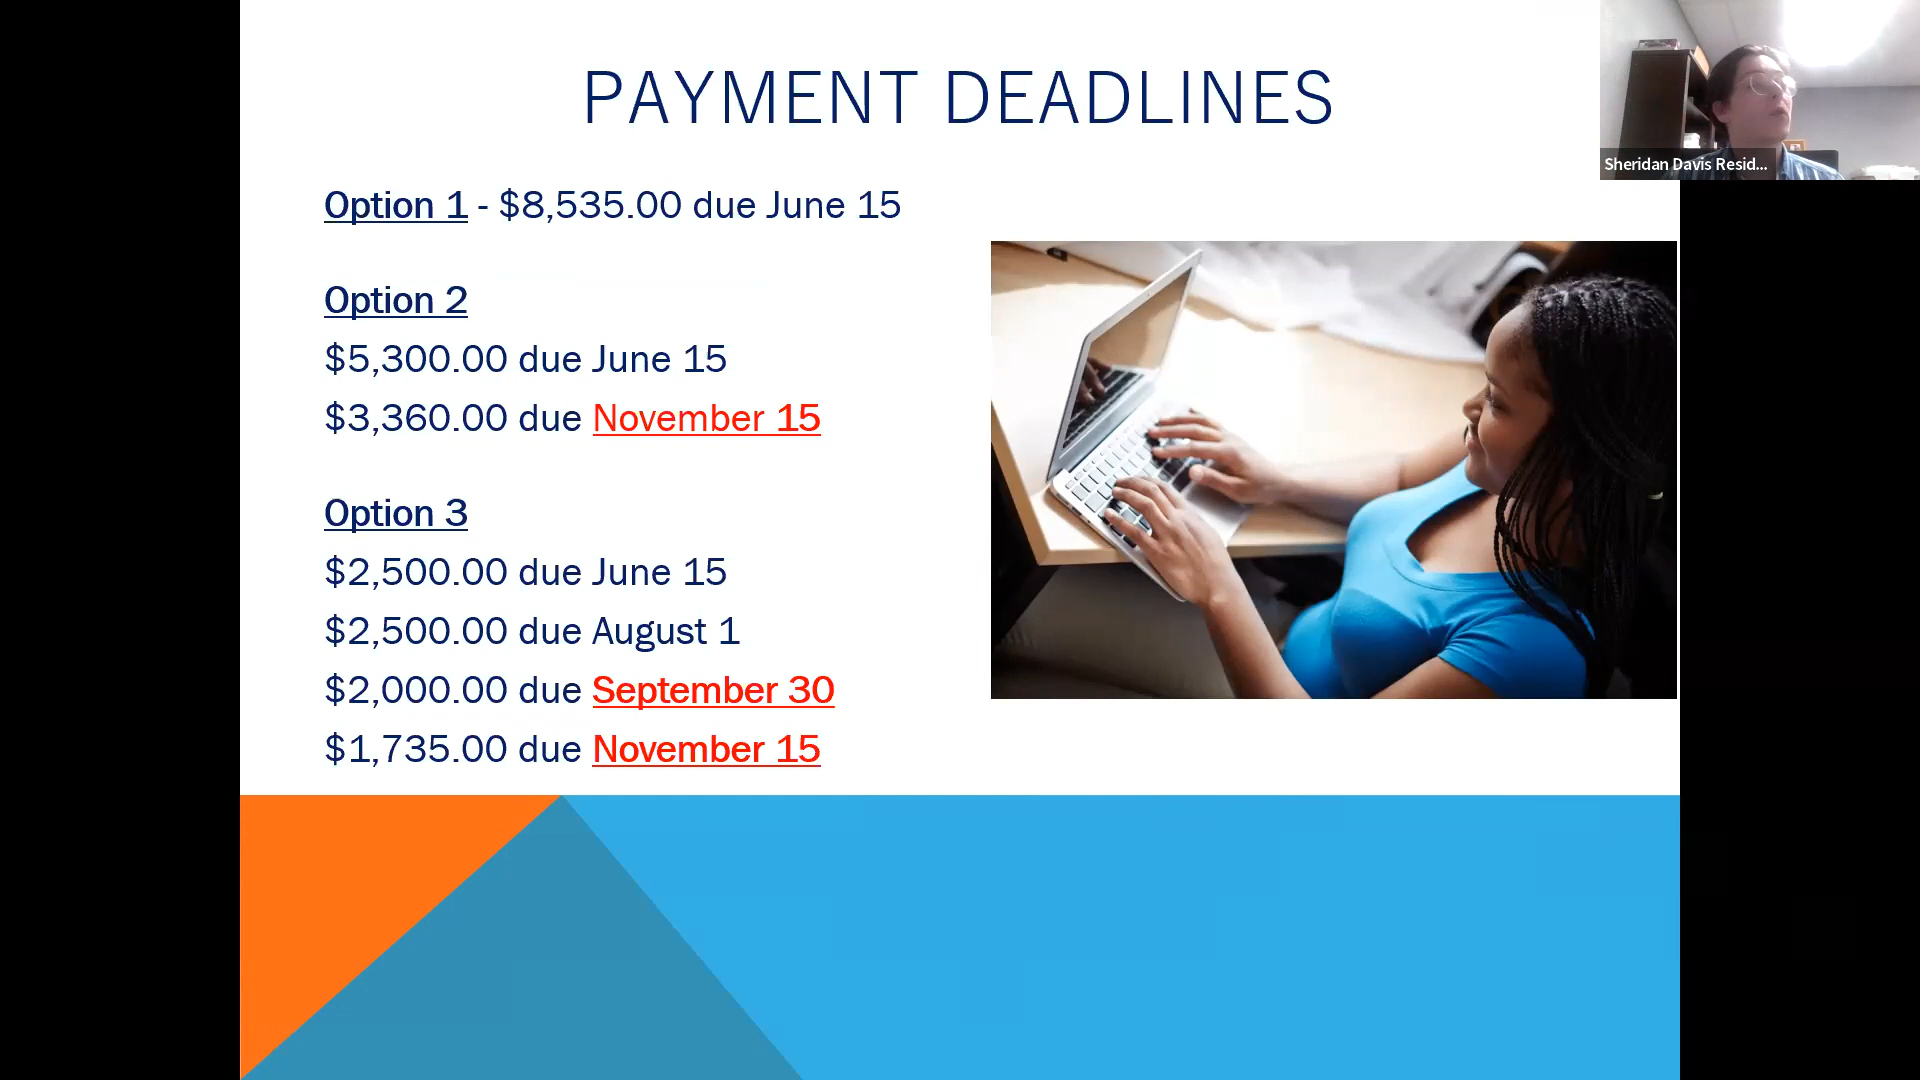 PAYMENT DEADLINES
Sheridan Davis Resid...
Option 1 - $8,535.00 due June 15
Option 2
$5,300.00 due June 15
$3,360.00 due November 15
Option 3
$2,500.00 due June 15
$2,500.00 due August 1
$2,000.00 due September 30
$1,735.00 due November 15